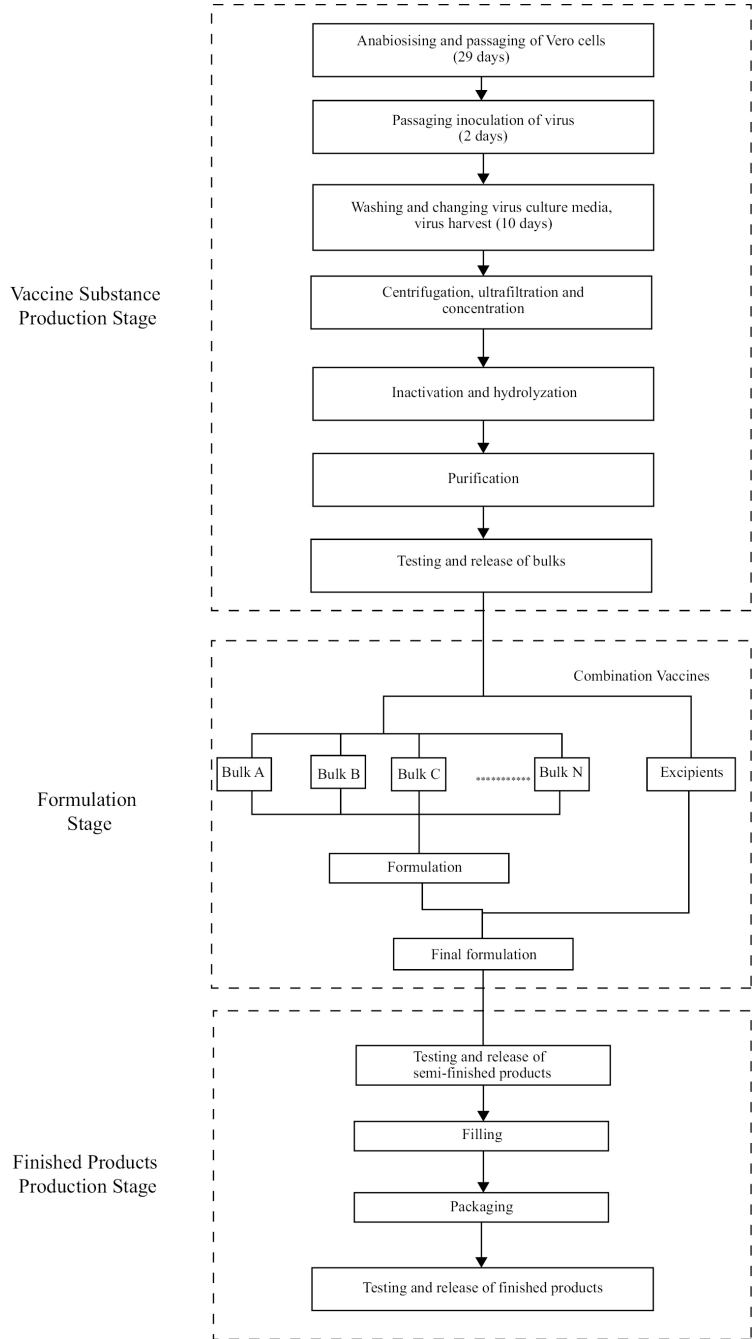 Anabiosising and passaging of Vero cells
(29 days)
Passaging inoculation of virus
(2 days)
Washing and changing virus culture media,
virus harvest (10 days)
Centrifugation, ultrafiltration and
concentration
Vaccine Substance
Production Stage
Inactivation and hydrolyzation
Purification
Testing and release of bulks
Combination Vaccines
Bulk A
Bulk B
Bulk C
***********
Bulk N
Excipients
Formulation
Stage
Formulation
Final formulation
Testing and release of
semi-finished products
Filling
Finished Products
Production Stage
Packaging
Testing and release of finished products